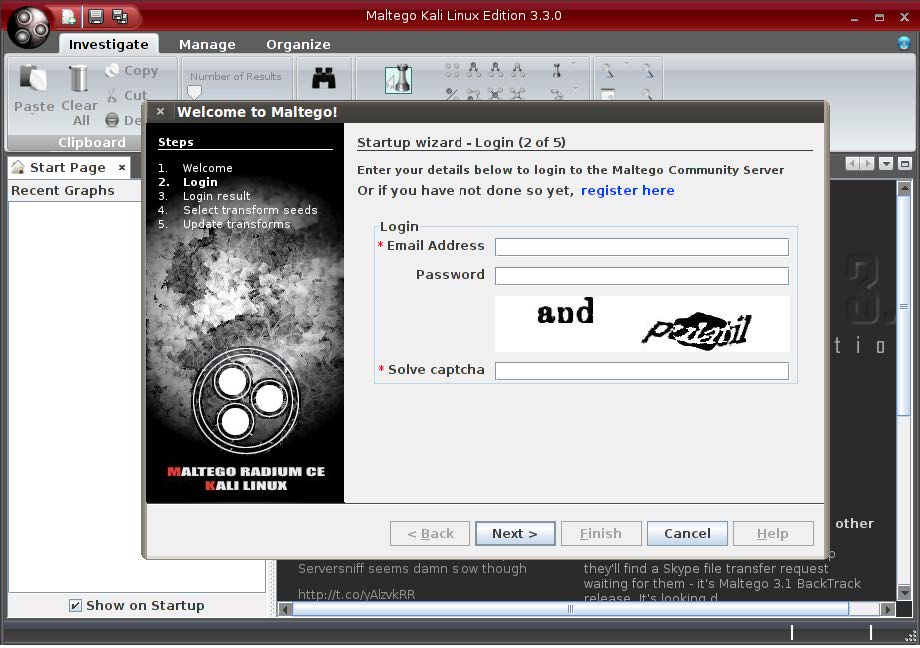 Maltego Kali Linux Edition 3.3.0
Investigate Manage Organize
Copy
Number of Results
Paste Clear All
Cut
De
Clipboard
Welcome to Maltego!
Start Page
Recent Graphs
Steps
1. Welcome
2. Login
3. Login result
4. Select transform seeds
5. Update transforms
MALTEGO RADIUM CE
KALI LINUX
Startup wizard - Login (2 of 5)
Enter your details below to login to the Maltego Community Server
Or if you have not done so yet, register here
Login
* Email Address
Password
and
* Solve captcha
< Back Next > Finish Cancel Help
tio
other
p
Serversniff seems damn slow though
they'll find a Skype file transfer request
waiting for them - it's Maltego 3.1 BackTrack
http://t.co/yAlzvkRR
release. It's looking d
Show on Startup